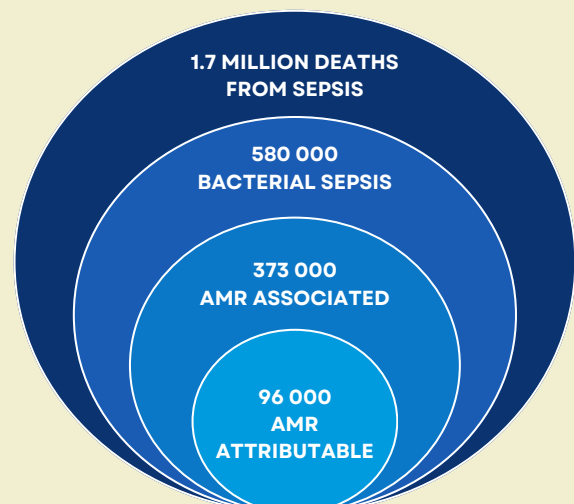 1.7 MILLION DEATHS
FROM SEPSIS
580 000
BACTERIAL SEPSIS
373 000
AMR ASSOCIATED
96 000
AMR
ATTRIBUTABLE